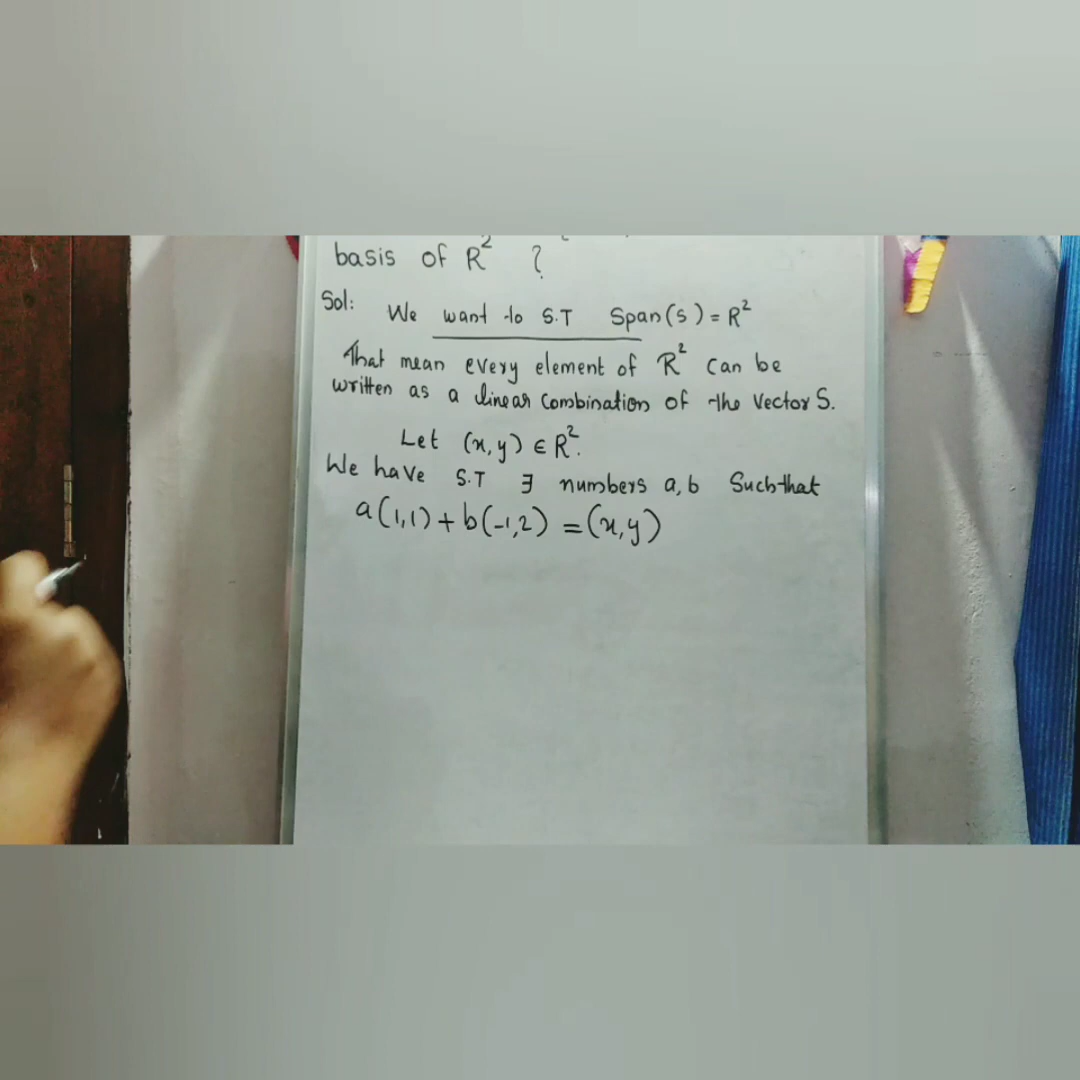 basis of R² ?
Sol: We want to S.T Span(s) = R²
That mean every element of R² can be
written as a linear combination of the Vector S.
Let (x,y) ∈ R².
We have S.T ∃ numbers a,b Such that
a(1,1) + b(-1,2) = (x,y)